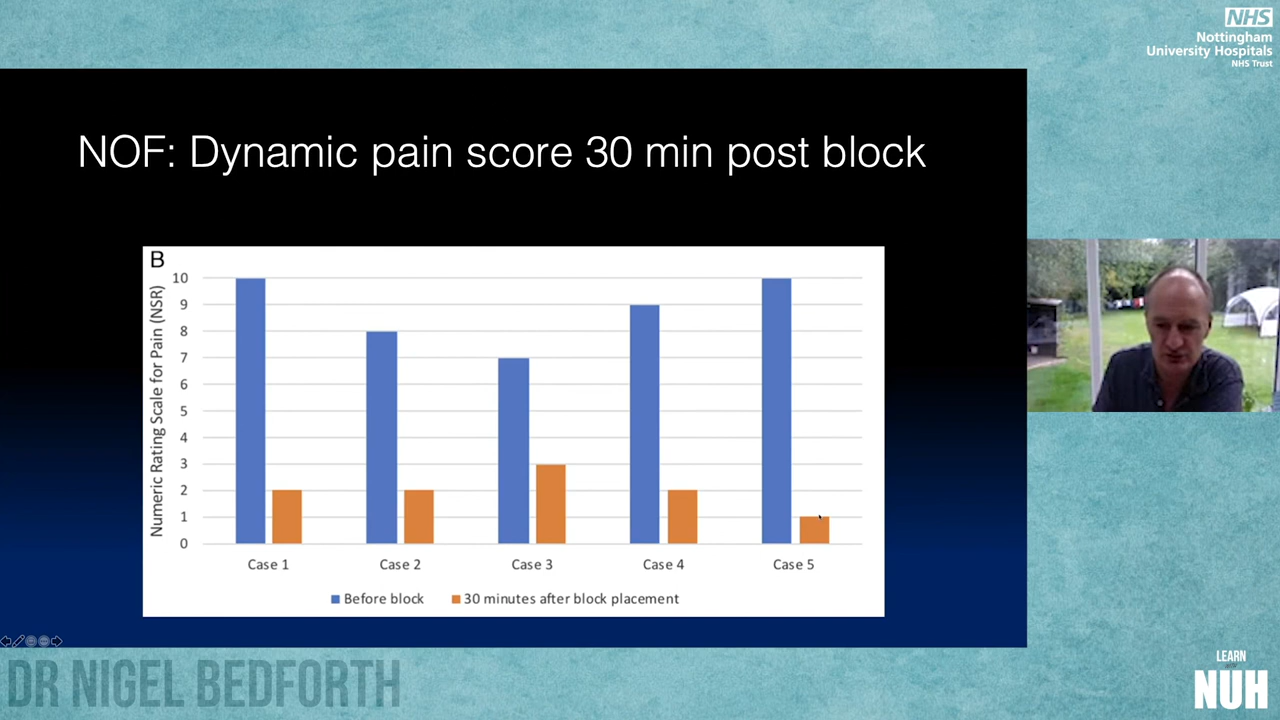 NHS
Nottingham
University Hospitals
NHS Trust
NOF: Dynamic pain score 30 min post block
B
Numeric Rating Scale for Pain (NSR)
10
9
8
7
6
5
4
3
2
1
0
Case 1 Case 2 Case 3 Case 4 Case 5
Before block 30 minutes after block placement
DR NIGEL BEDFORTH
LEARN
NUH